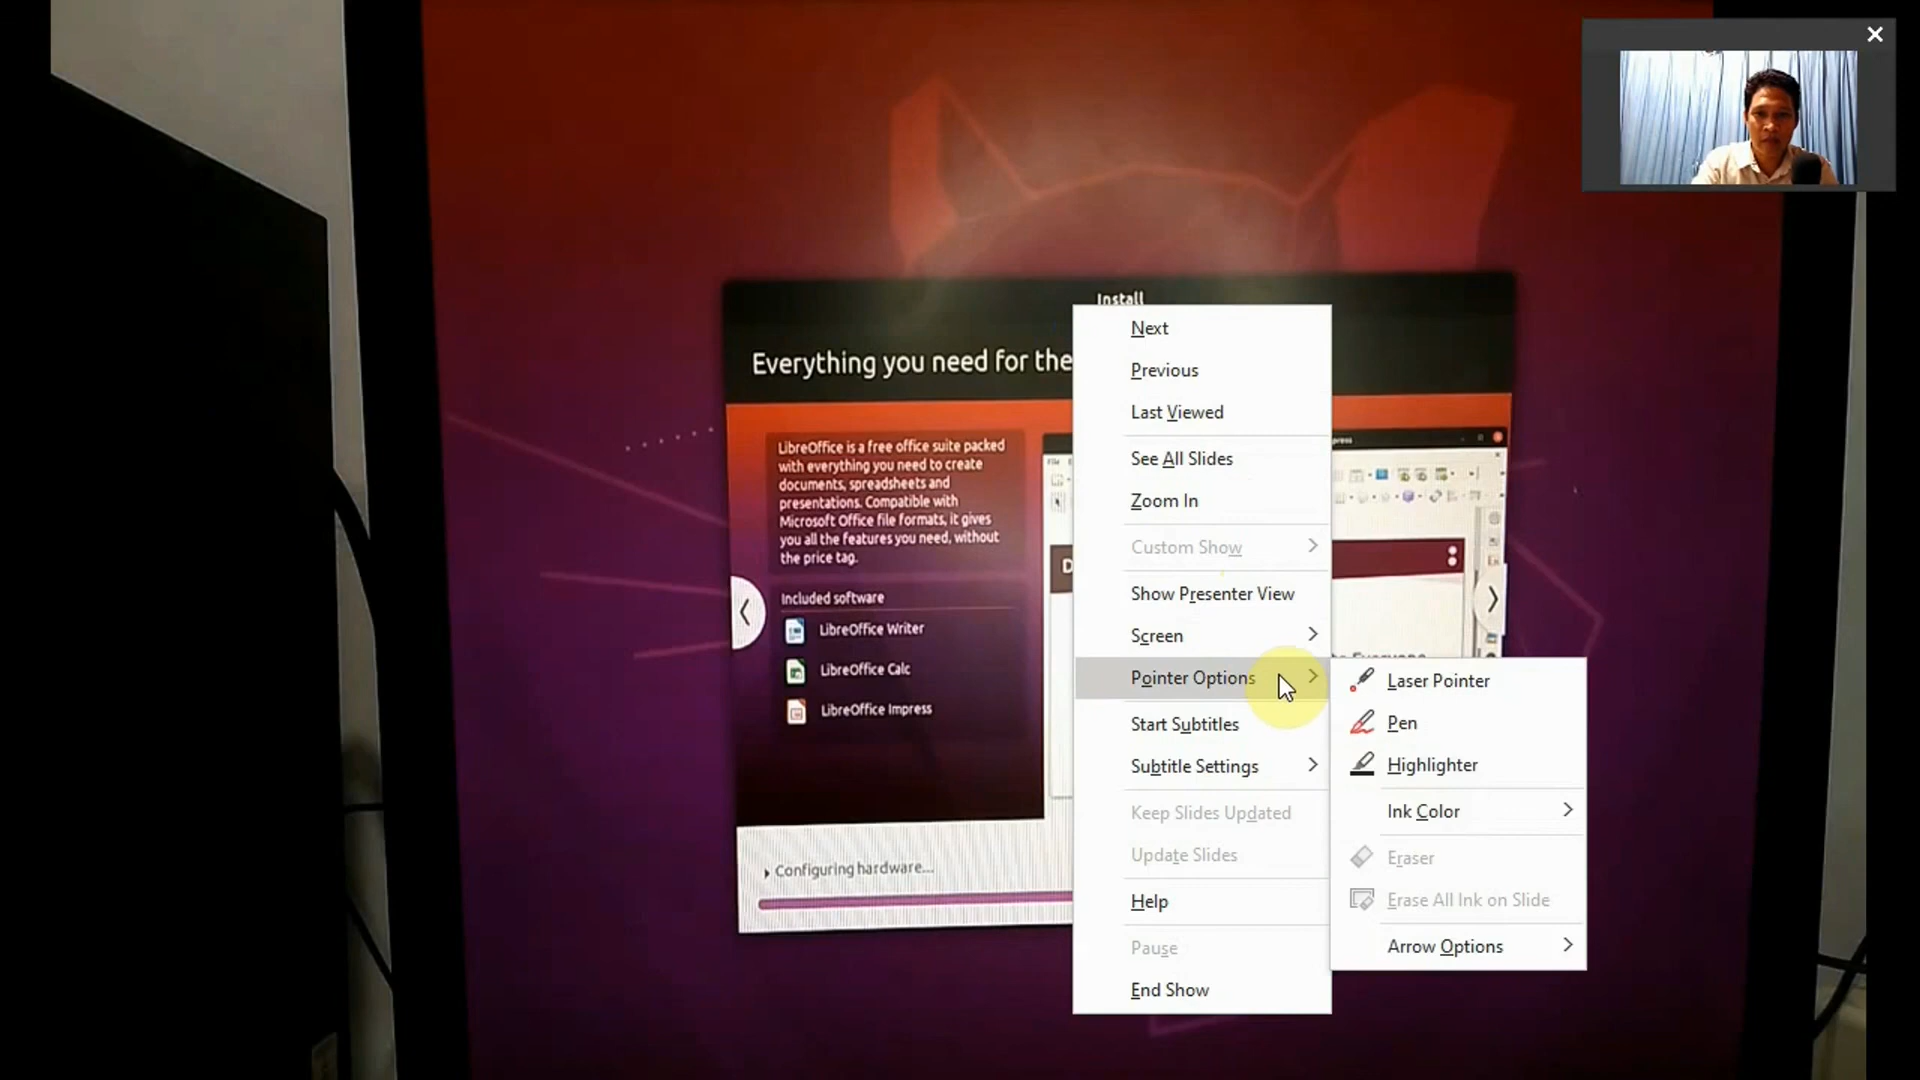 Install
Everything you need for the
LibreOffice is a free office suite packed
with everything you need to create
documents, spreadsheets and
presentations. Compatible with
Microsoft Office file formats, it gives
you all the features you need, without
the price tag.
Included software
LibreOffice Writer
LibreOffice Calc
LibreOffice Impress
Configuring hardware...
Next
Previous
Last Viewed
See All Slides
Zoom In
Custom Show
Show Presenter View
Screen
Pointer Options
Start Subtitles
Subtitle Settings
Keep Slides Updated
Update Slides
Help
Pause
End Show
Laser Pointer
Pen
Highlighter
Ink Color
Eraser
Erase All Ink on Slide
Arrow Options